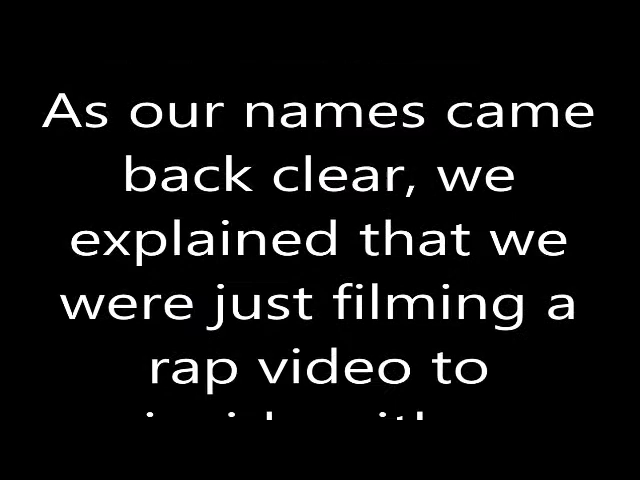 As our names came
back clear, we
explained that we
were just filming a
rap video to